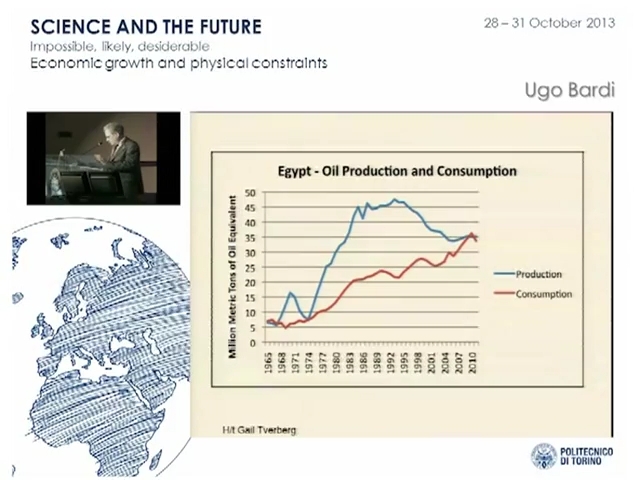 SCIENCE AND THE FUTURE
Impossible, likely, desiderable
Economic growth and physical constraints
28 – 31 October 2013
Ugo Bardi
Egypt - Oil Production and Consumption
Million Metric Tons of Oil Equivalent
50
45
40
35
30
25
20
15
10
5
0
1965 1968 1971 1974 1977 1980 1983 1986 1989 1992 1995 1998 2001 2004 2007 2010
Production
Consumption
H/t Gail Tverberg
POLITECNICO
DI TORINO